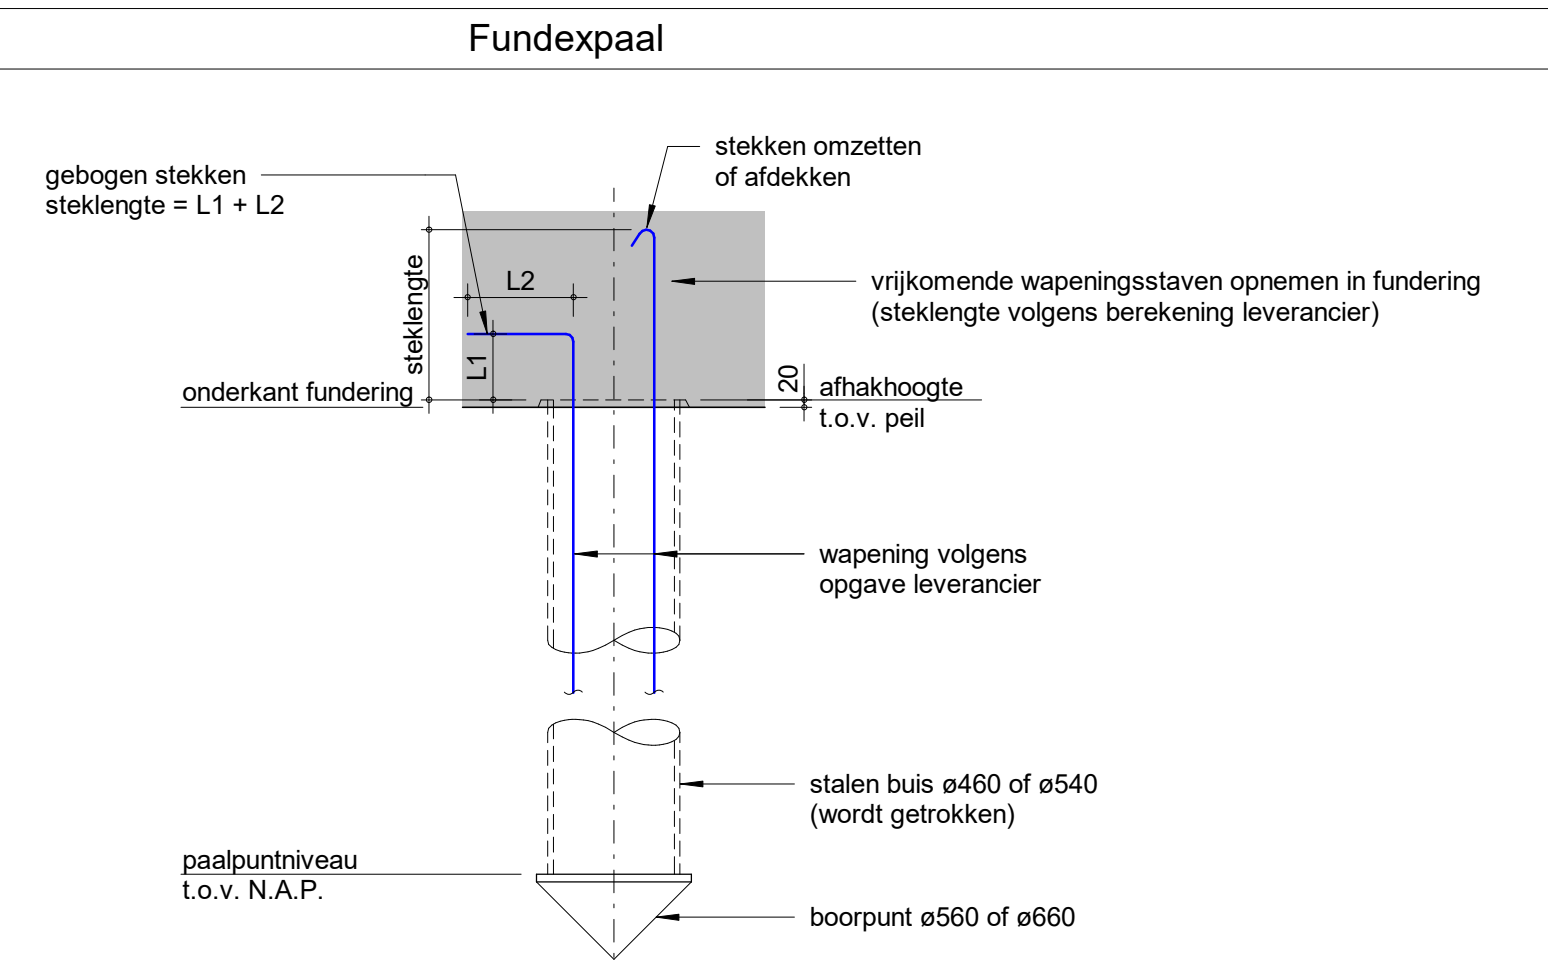 Fundexpaal
stekken omzetten
of afdekken
gebogen stekken
steklengte = L1 + L2
steklengte
L2
L1
vrijkomende wapeningsstaven opnemen in fundering
(steklengte volgens berekening leverancier)
onderkant fundering
20
afhakhoogte
t.o.v. peil
wapening volgens
opgave leverancier
stalen buis ø460 of ø540
(wordt getrokken)
paalpuntniveau
t.o.v. N.A.P.
boorpunt ø560 of ø660